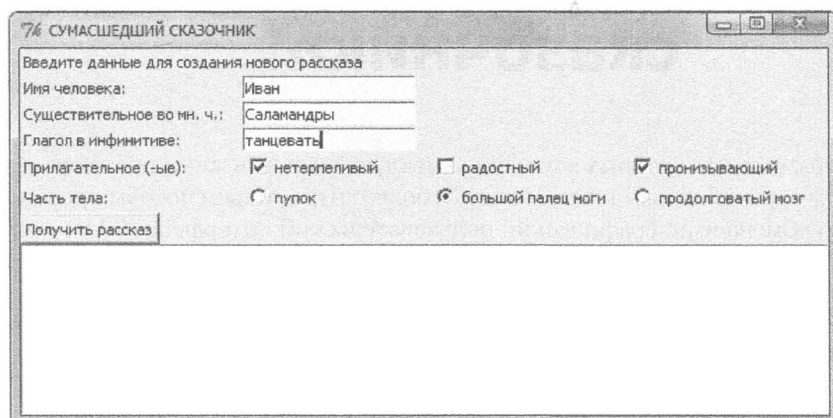 СУМАСШЕДШИЙ СКАЗОЧНИК
Введите данные для создания нового рассказа
Имя человека: Иван
Существительное во мн. ч.: Саламандры
Глагол в инфинитиве: танцевать
Прилагательное (-ые): нетерпеливый радостный пронизывающий
Часть тела: пупок большой палец ноги продолговатый мозг
Получить рассказ